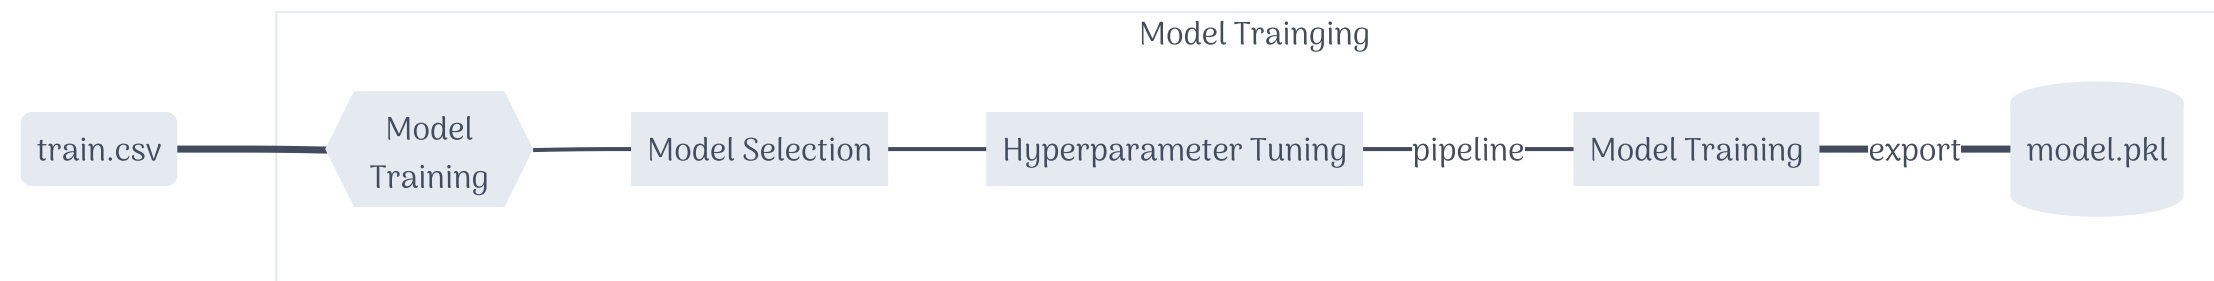 Model Trainging
train.csv
Model
Training
Model Selection
Hyperparameter Tuning
pipeline
Model Training
export
model.pkl